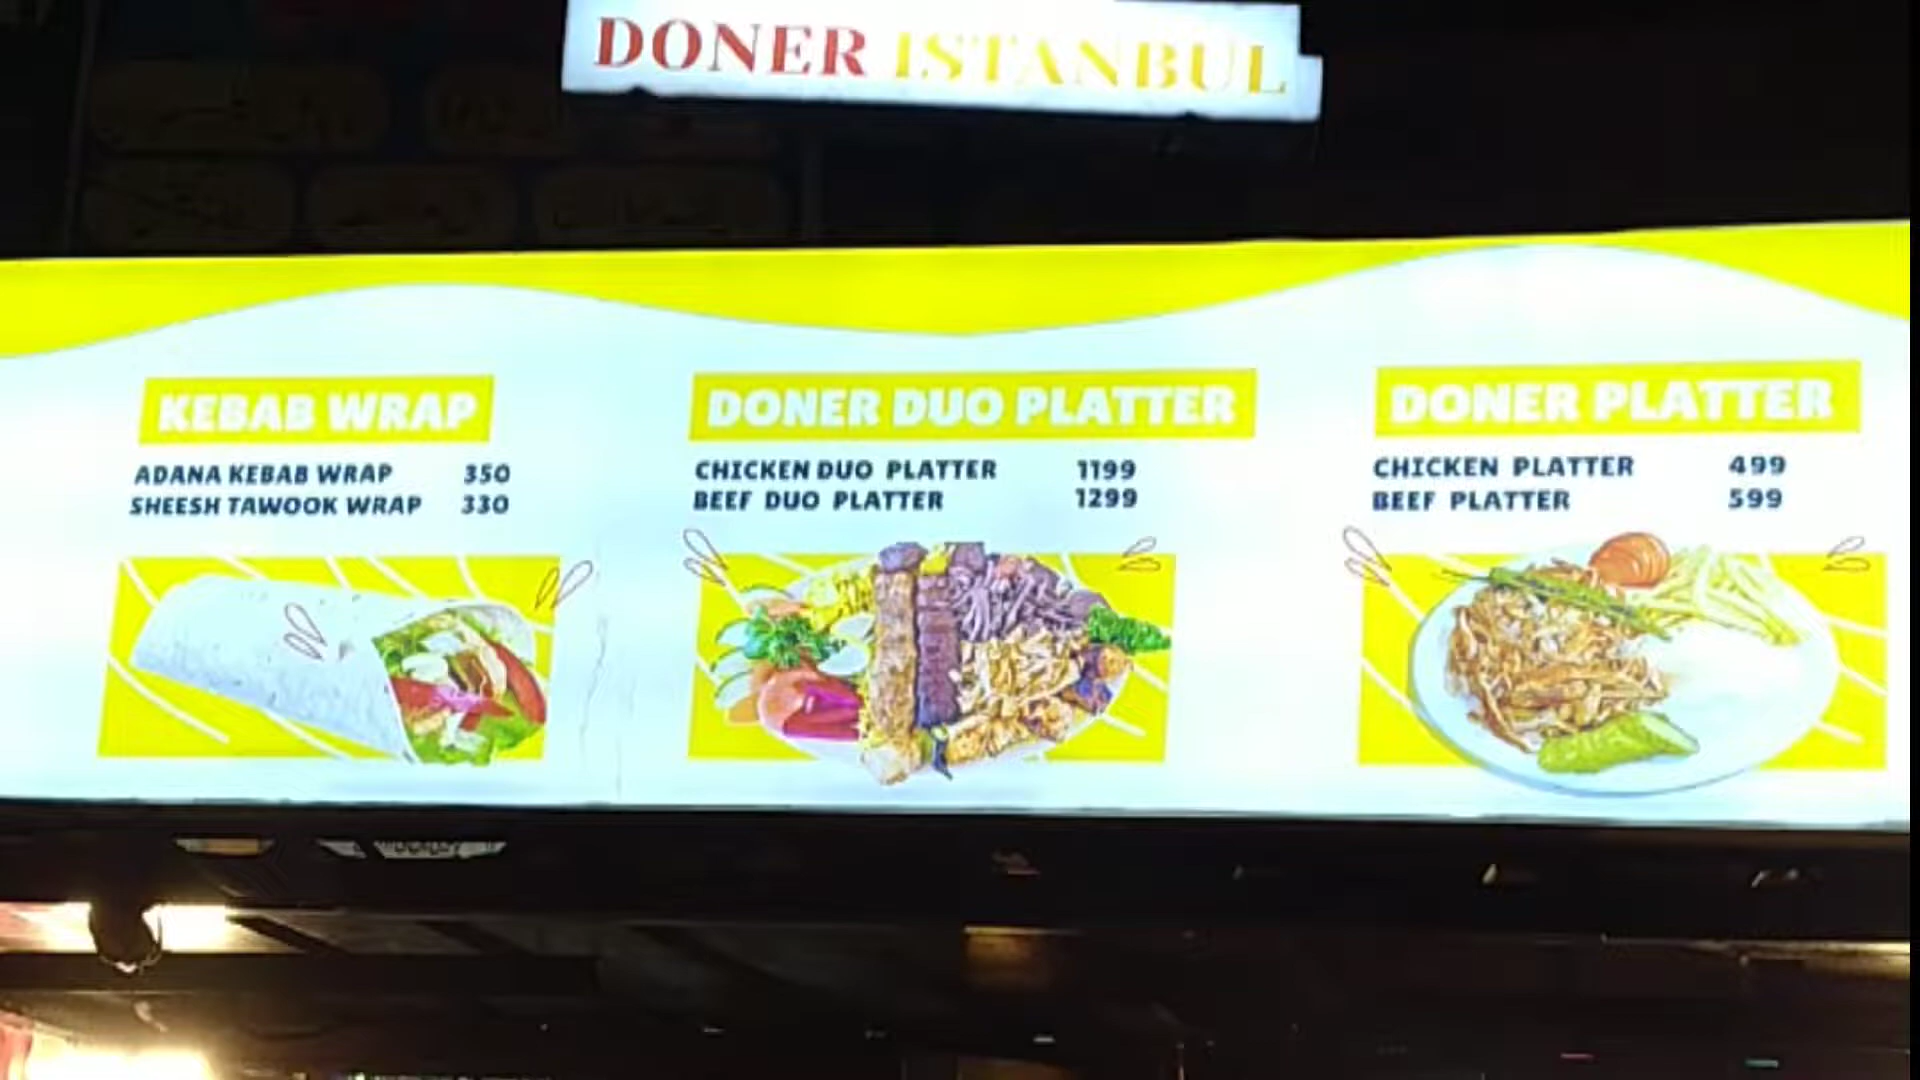 DONER ISTANBUL
KEBAB WRAP
ADANA KEBAB WRAP 350
SHEESH TAWOOK WRAP 330
DONER DUO PLATTER
CHICKEN DUO PLATTER 1199
BEEF DUO PLATTER 1299
DONER PLATTER
CHICKEN PLATTER 499
BEEF PLATTER 599